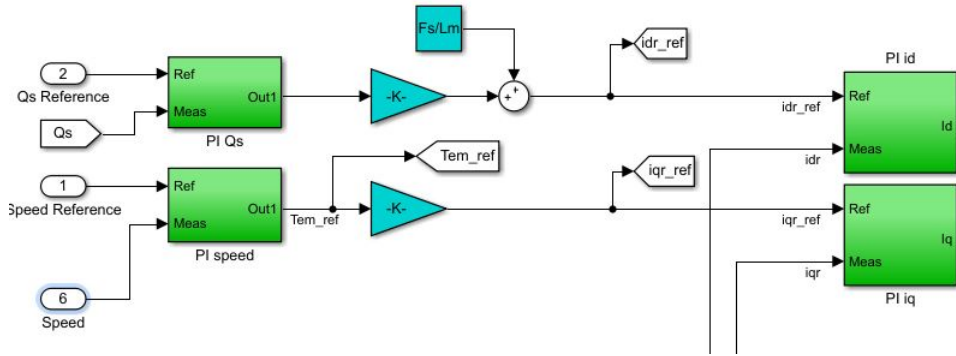 Fs/Lm
idr_ref
PI id
2
Qs Reference
Ref
Out1
Meas
-K-
+
+
idr_ref
Ref
Id
Meas
idr
Qs
PI Qs
Tem_ref
iqr_ref
1
Speed Reference
Ref
Out1
Meas
Tem_ref
-K-
iqr_ref
Ref
Iq
Meas
iqr
PI speed
PI iq
6
Speed